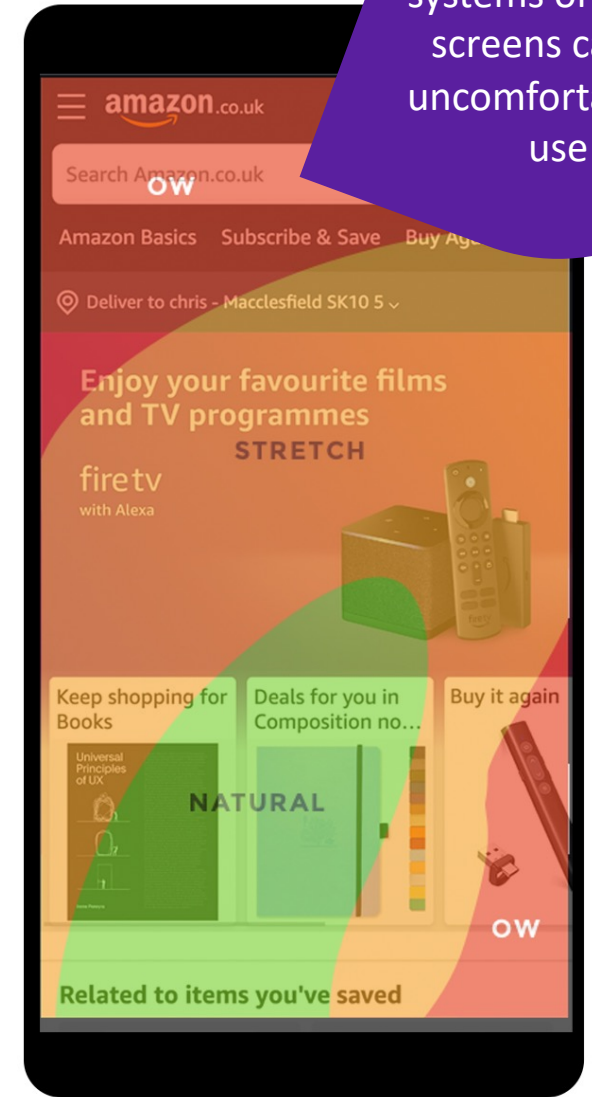 systems or
screens ca
uncomforta
use
amazon.co.uk
Search Amazon.co.uk
OW
Amazon Basics Subscribe & Save Buy Aga
Deliver to chris - Macclesfield SK10 5
Enjoy your favourite films
and TV programmes
STRETCH
firetv
with Alexa
firetv
Keep shopping for
Books
Deals for you in
Composition no...
Buy it again
Universal
Principles
of UX
NATURAL
OW
Related to items you've saved